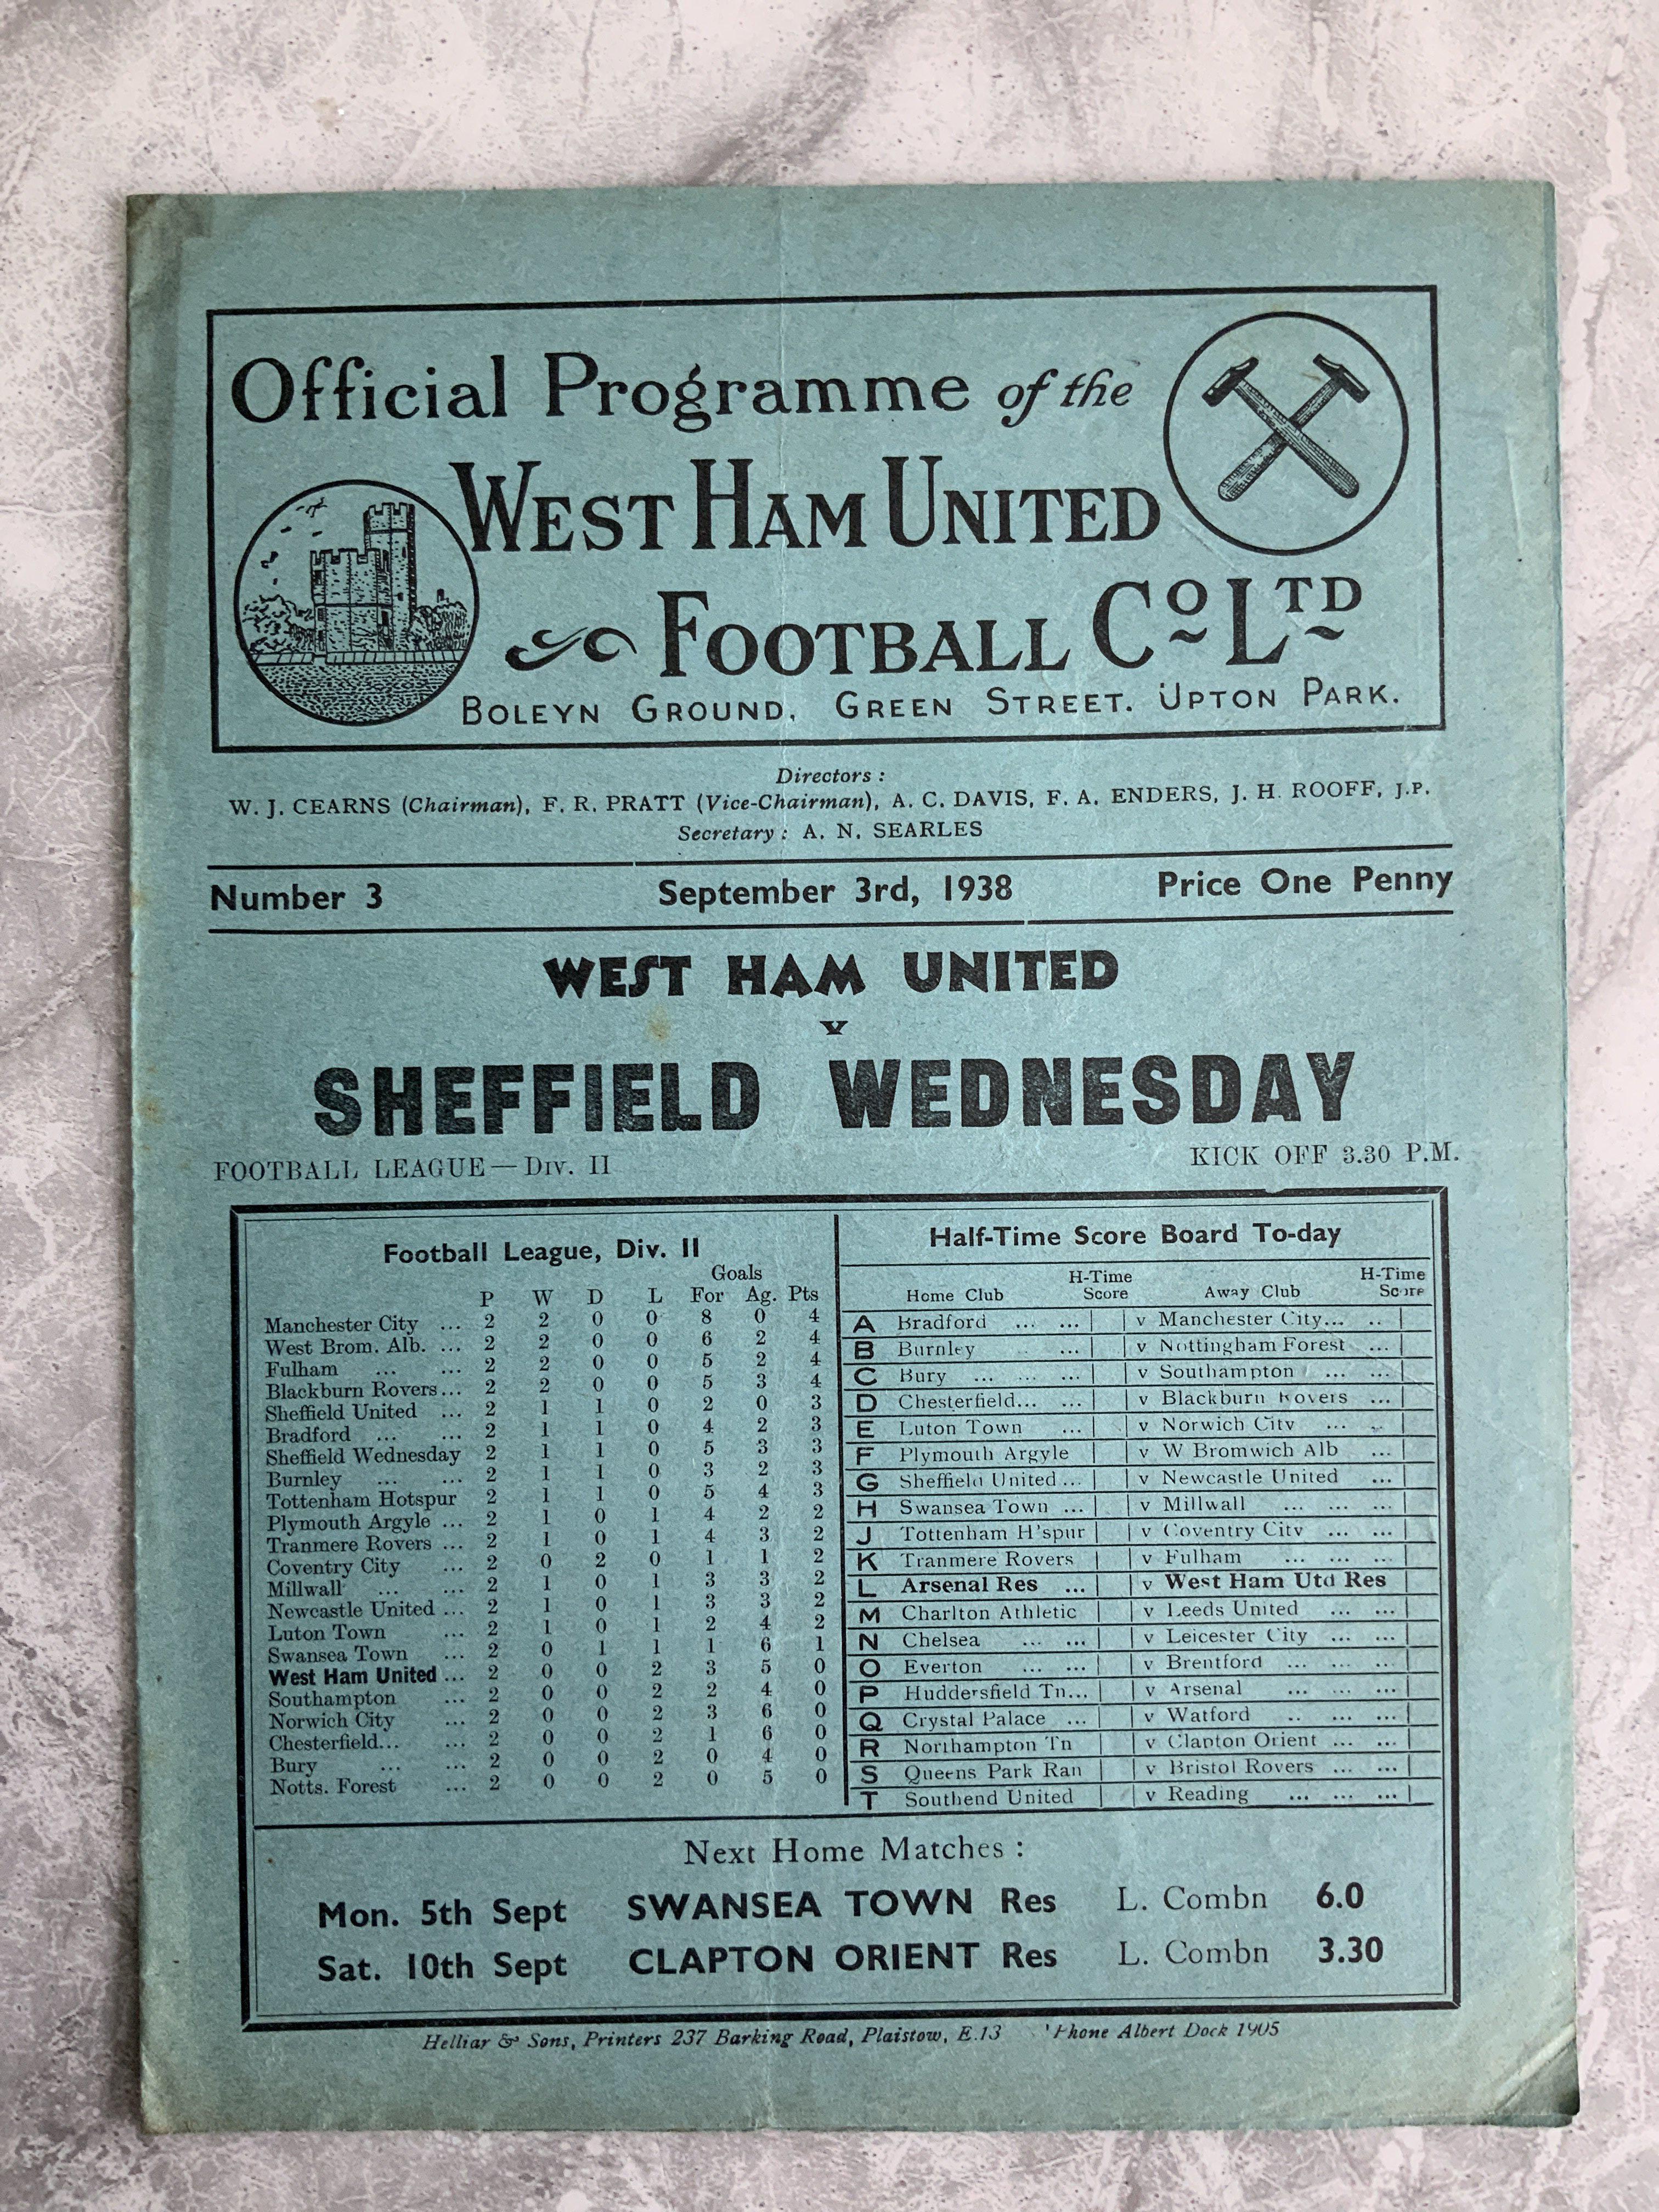 Official Programme of the
WEST HAM UNITED
FOOTBALL CO LTD
BOLEYN GROUND, GREEN STREET. UPTON PARK.
Directors :
W. J. CEARNS (Chairman), F. R. PRATT (Vice-Chairman), A. C. DAVIS, F. A. ENDERS, J. H. ROOFF, J.P.
Secretary : A. N. SEARLES
Number 3 September 3rd, 1938 Price One Penny
WEST HAM UNITED
v
SHEFFIELD WEDNESDAY
FOOTBALL LEAGUE—Div. II KICK OFF 3.30 P.M.
Football League, Div. II
Goals
P W D L For Ag. Pts
Manchester City ... 2 2 0 0 8 0 4
West Brom. Alb. ... 2 2 0 0 6 2 4
Fulham ... ... 2 2 0 0 5 2 4
Blackburn Rovers... 2 2 0 0 5 3 4
Sheffield United ... 2 1 1 0 2 0 3
Bradford ... ... 2 1 1 0 4 2 3
Sheffield Wednesday 2 1 1 0 5 3 3
Burnley ... ... 2 1 1 0 3 2 3
Tottenham Hotspur 2 1 1 0 5 4 3
Plymouth Argyle ... 2 1 0 1 4 2 2
Tranmere Rovers ... 2 1 0 1 4 3 2
Coventry City ... 2 0 2 0 1 1 2
Millwall ... ... 2 1 0 1 3 3 2
Newcastle United ... 2 1 0 1 3 3 2
Luton Town ... 2 1 0 1 2 4 2
Swansea Town ... 2 0 1 1 1 6 1
West Ham United ... 2 0 0 2 3 5 0
Southampton ... 2 0 0 2 2 4 0
Norwich City ... 2 0 0 2 3 6 0
Chesterfield... ... 2 0 0 2 1 6 0
Bury ... ... 2 0 0 2 0 4 0
Notts. Forest ... 2 0 0 2 0 5 0
Half-Time Score Board To-day
Home Club H-Time Score Away Club H-Time Score
A Bradford ... ... v Manchester City... ..
B Burnley ... v Nottingham Forest ...
C Bury ... ... ... v Southampton ... ...
D Chesterfield... ... v Blackburn Rovers ...
E Luton Town ... v Norwich City ... ..
F Plymouth Argyle v W Bromwich Alb ...
G Sheffield United ... v Newcastle United ...
H Swansea Town ... v Millwall ... ... ...
J Tottenham H'spur v Coventry City ... ...
K Tranmere Rovers v Fulham ... ... ...
L Arsenal Res ... v West Ham Utd Res
M Charlton Athletic v Leeds United ... ...
N Chelsea ... ... v Leicester City ... ...
O Everton ... ... v Brentford ... ... ...
P Huddersfield Tn... v Arsenal ... ... ...
Q Crystal Palace ... v Watford .. ... ...
R Northampton Tn v Clapton Orient ... ...
S Queens Park Ran v Bristol Rovers ... ...
T Southend United v Reading ... ... ...
Next Home Matches :
Mon. 5th Sept SWANSEA TOWN Res L. Combn 6.0
Sat. 10th Sept CLAPTON ORIENT Res L. Combn 3.30
Helliar & Sons, Printers 237 Barking Road, Plaistow, E.13 'Phone Albert Dock 1905